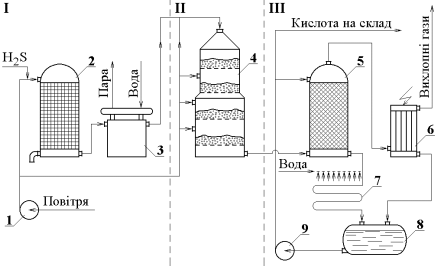 I
II
III
Кислота на склад
Вихлопні гази
H₂S
2
Пара
Вода
4
5
6
3
Вода
7
1
Повітря
9
8